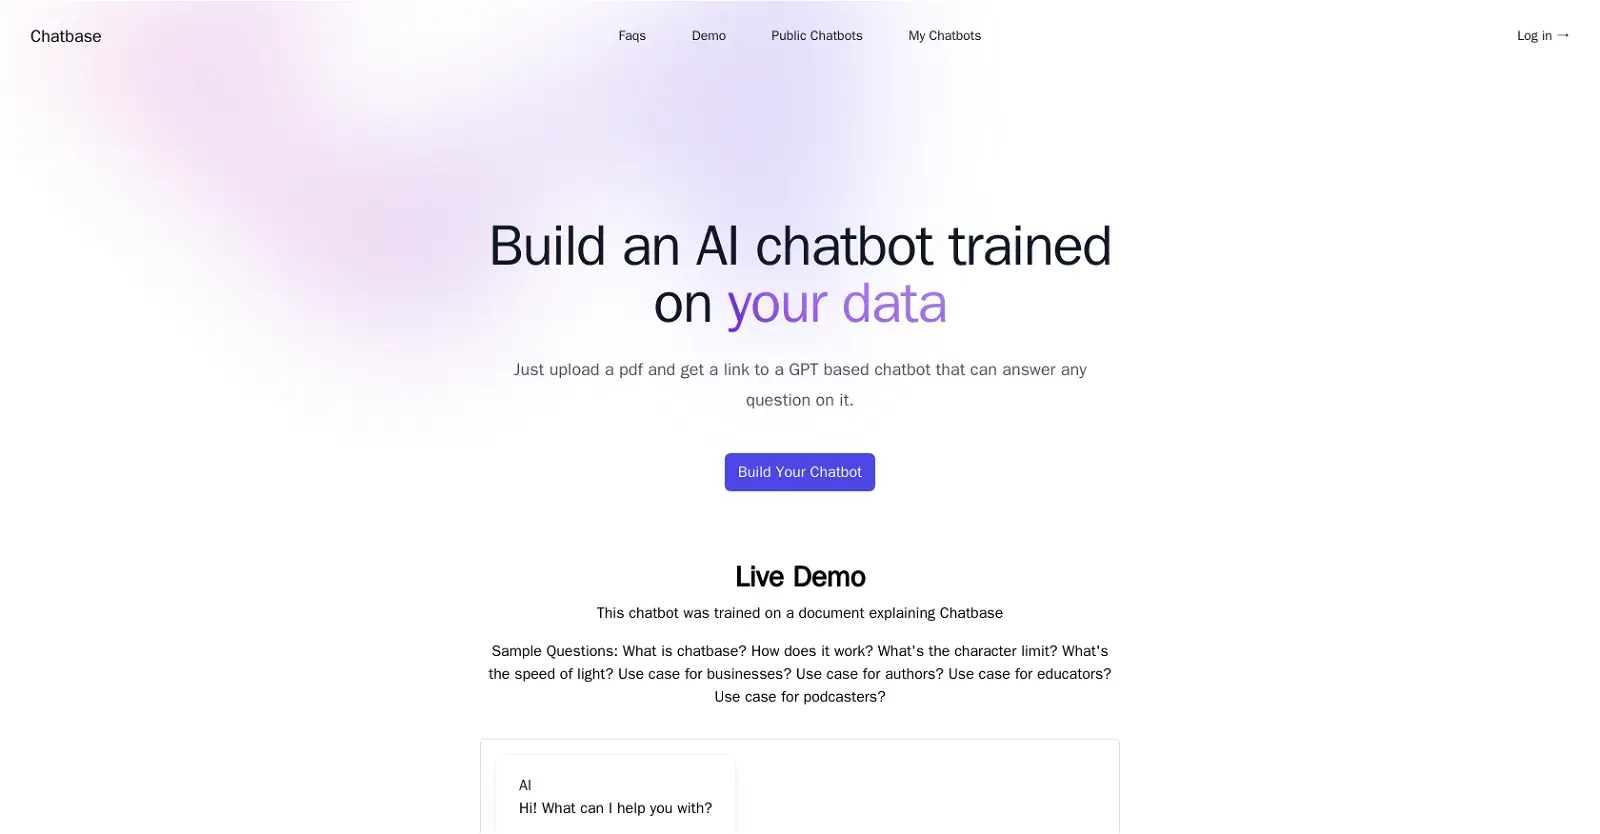 Chatbase
Faqs
Demo
Public Chatbots
My Chatbots
Log in →
Build an AI chatbot trained
on your data
Just upload a pdf and get a link to a GPT based chatbot that can answer any
question on it.
Build Your Chatbot
Live Demo
This chatbot was trained on a document explaining Chatbase
Sample Questions: What is chatbase? How does it work? What's the character limit? What's
the speed of light? Use case for businesses? Use case for authors? Use case for educators?
Use case for podcasters?
AI
Hi! What can I help you with?